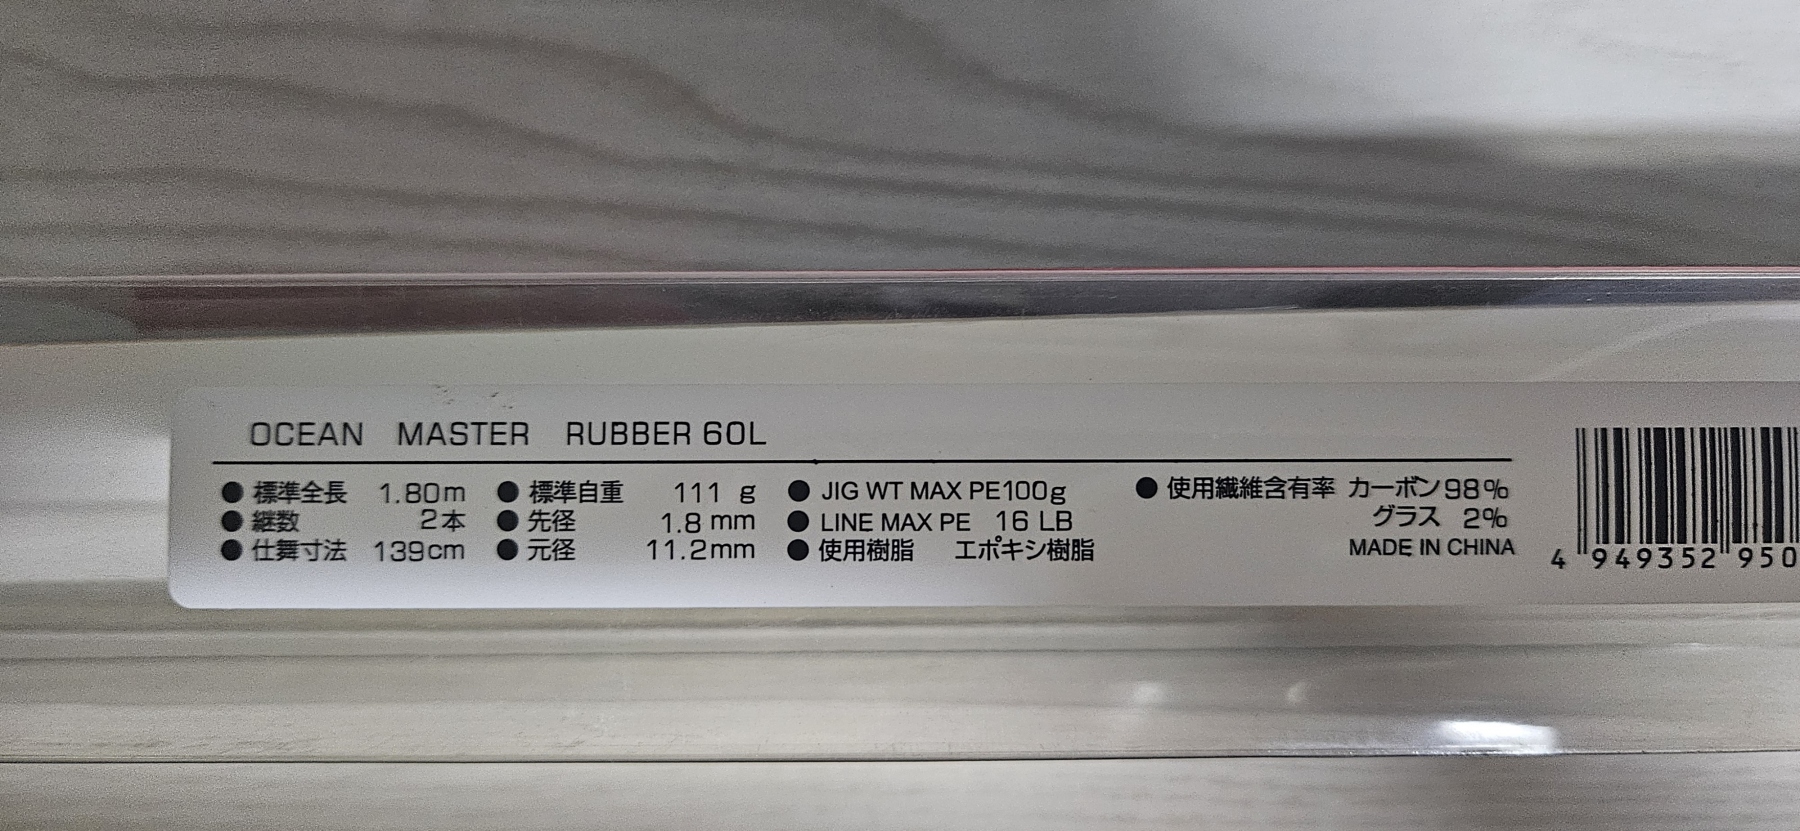 OCEAN MASTER RUBBER 60L
● 標準全長 1.80m ● 標準自重 111 g ● JIG WT MAX PE100g ● 使用繊維含有率 カーボン98%
● 継数 2本 ● 先径 1.8 mm ● LINE MAX PE 16 LB グラス 2%
● 仕舞寸法 139cm ● 元径 11.2mm ● 使用樹脂 エポキシ樹脂 MADE IN CHINA
4 949352 950